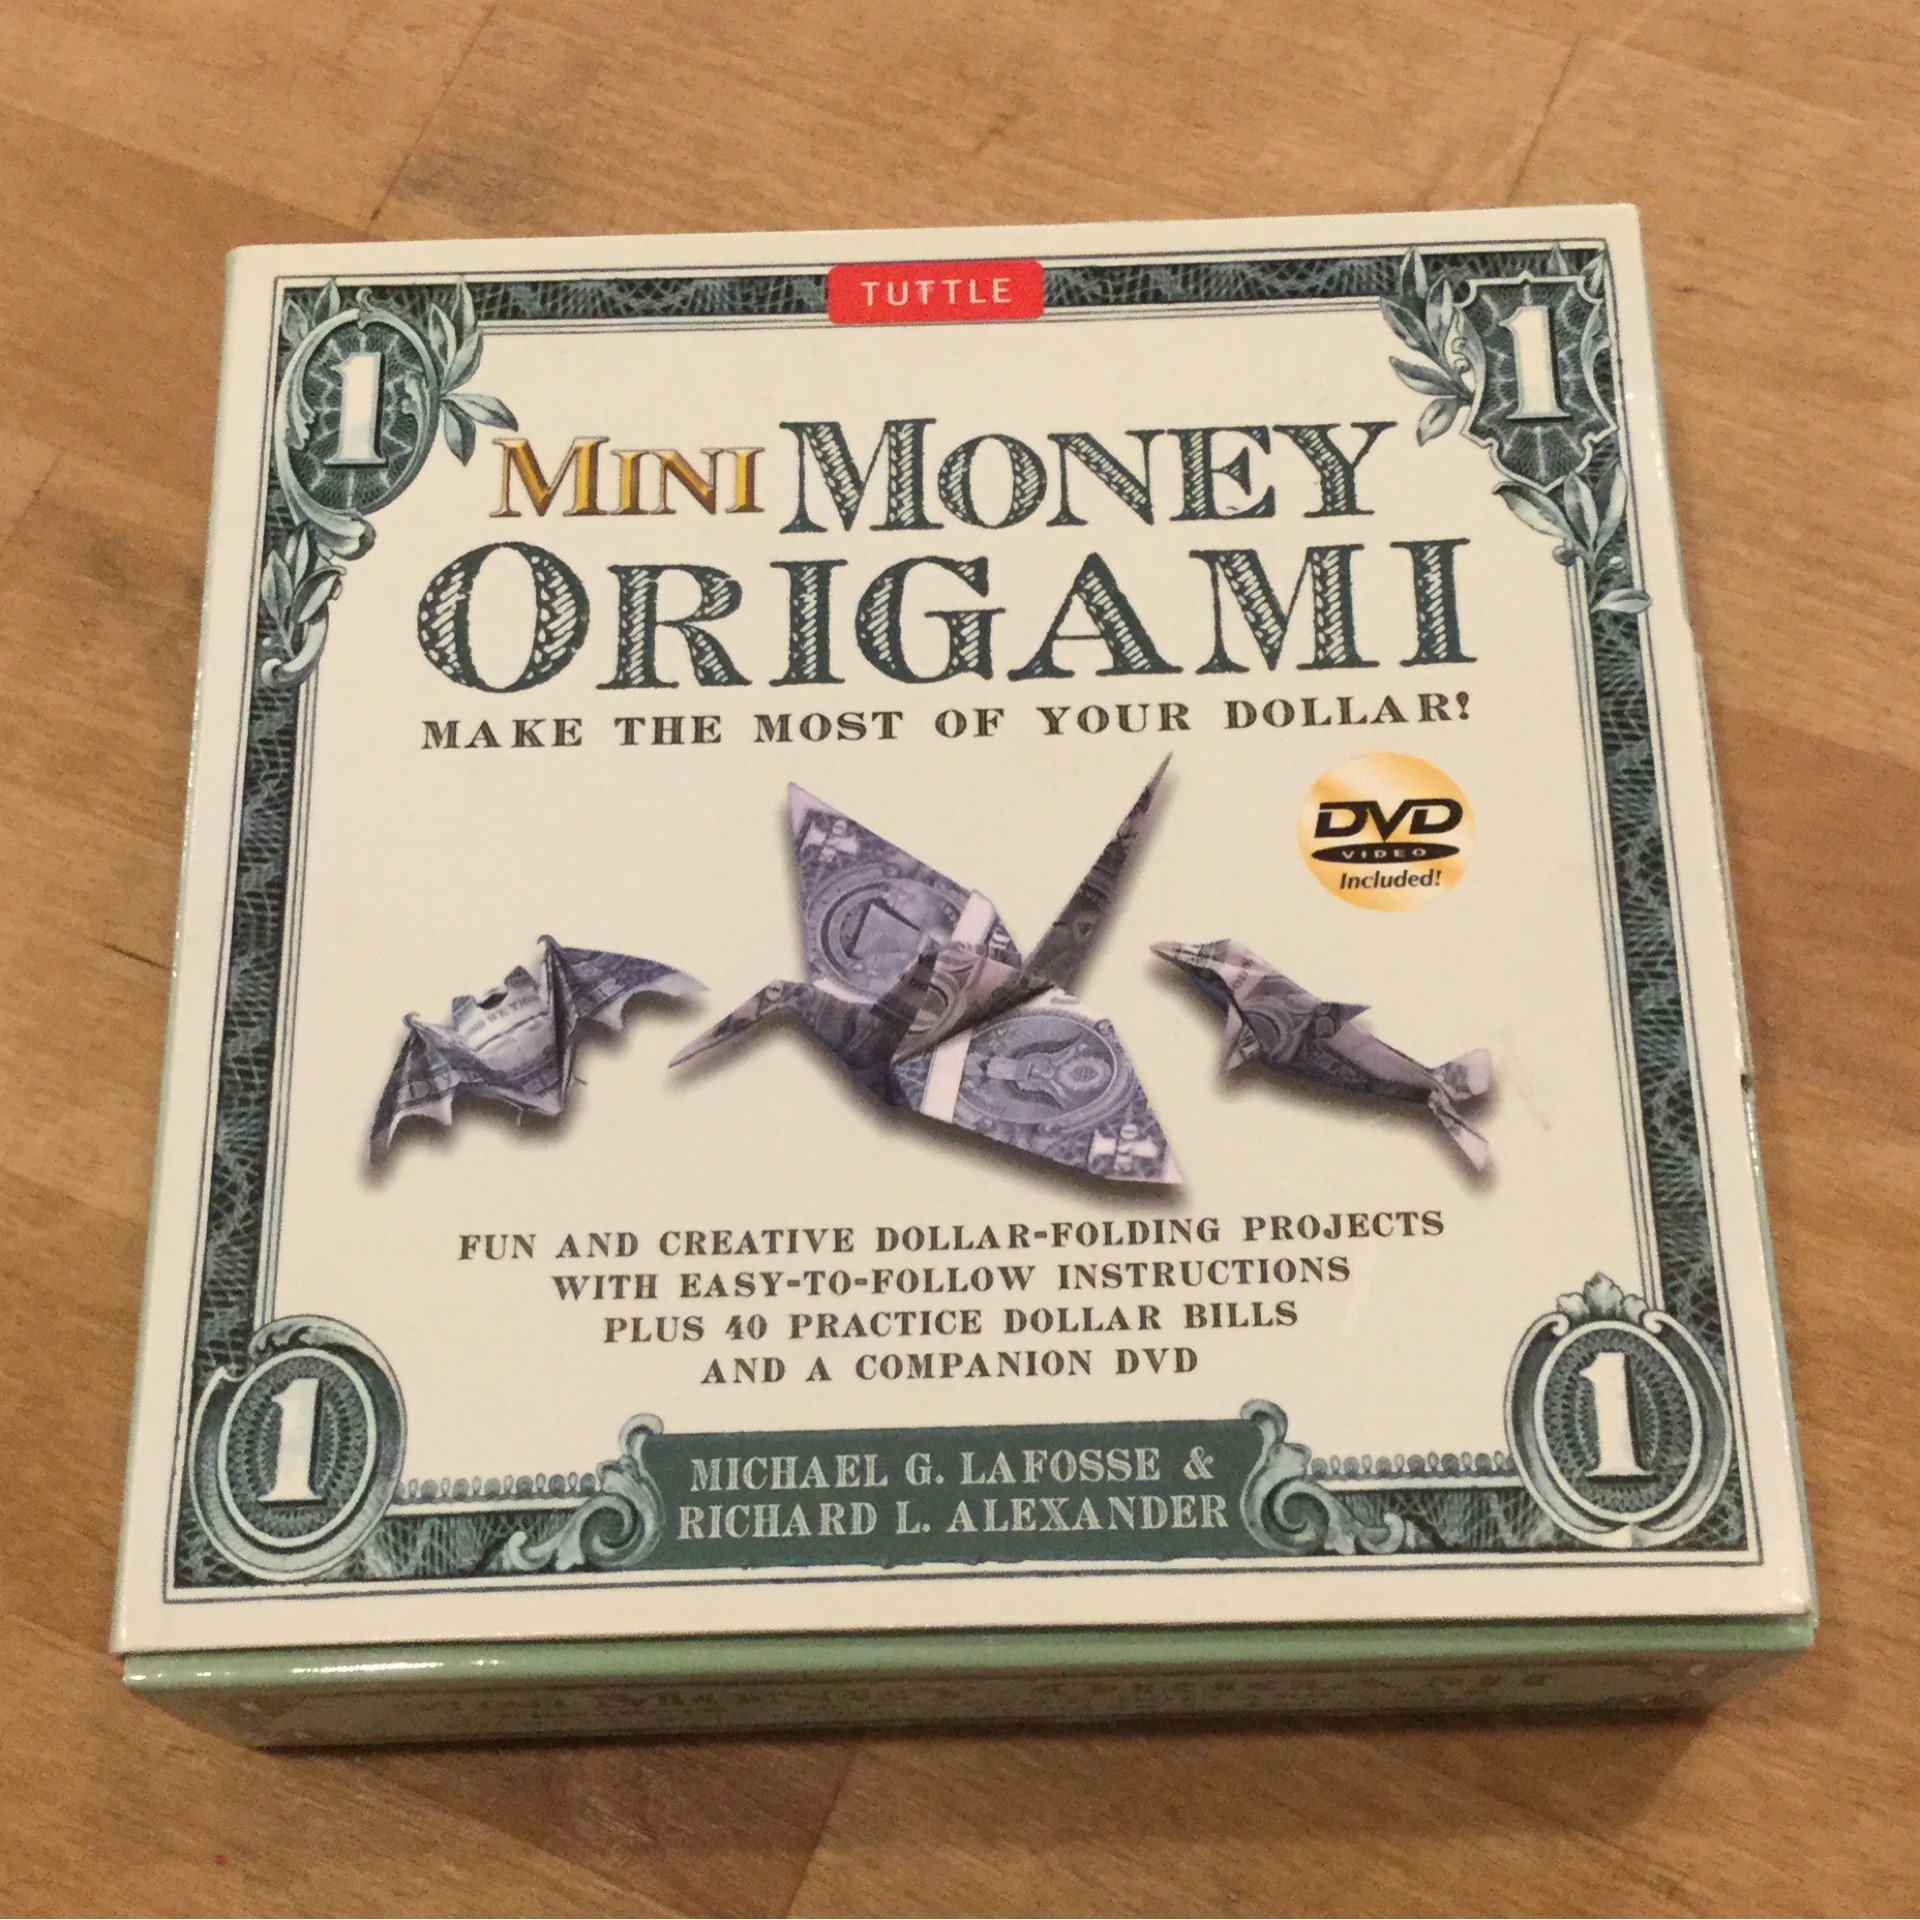 TUTTLE
1
1
MINI MONEY
ORIGAMI
MAKE THE MOST OF YOUR DOLLAR!
DVD
VIDEO
Included!
FUN AND CREATIVE DOLLAR-FOLDING PROJECTS
WITH EASY-TO-FOLLOW INSTRUCTIONS
PLUS 40 PRACTICE DOLLAR BILLS
AND A COMPANION DVD
1
1
MICHAEL G. LAFOSSE &
RICHARD L. ALEXANDER